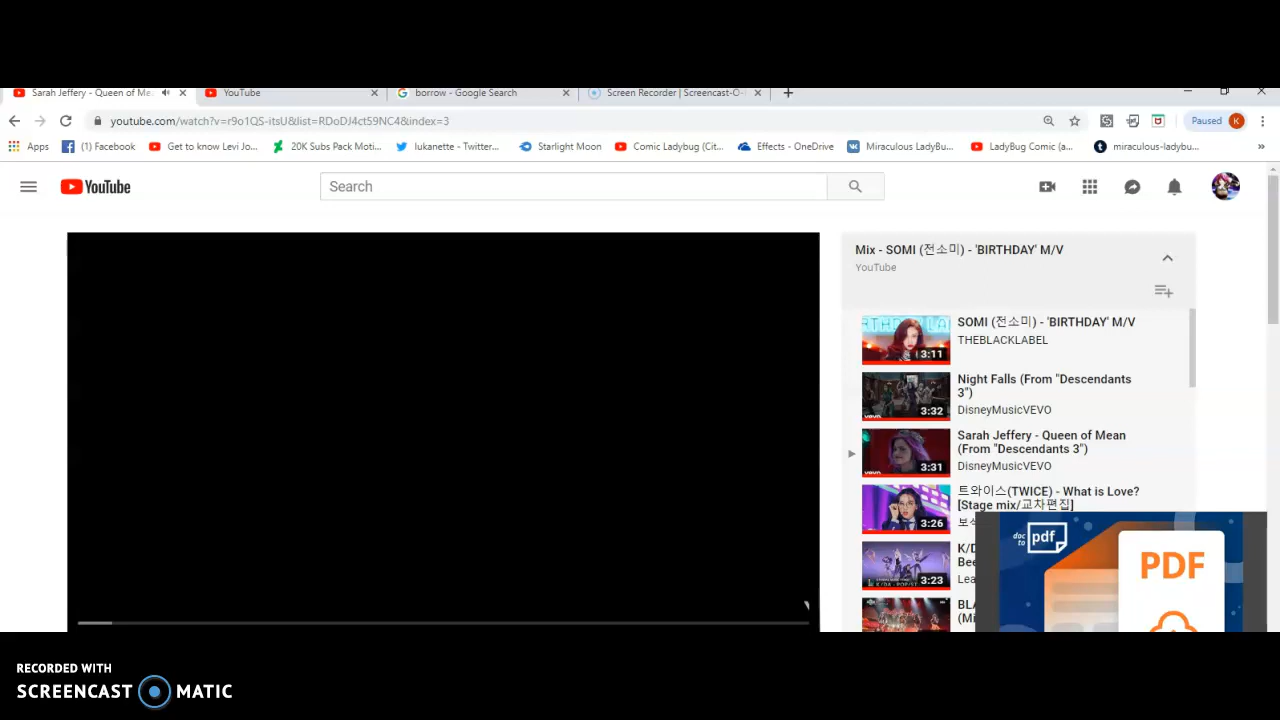 Sarah Jeffery - Queen of Me
YouTube
borrow - Google Search
Screen Recorder | Screencast-O-
youtube.com/watch?v=r9o1QS-itsU&list=RDoDJ4ctS9NC4&index=3
Paused K
Apps
(1) Facebook
Get to know Levi Jo...
20K Subs Pack Moti...
lukanette - Twitter...
Starlight Moon
Comic Ladybug (Cit...
Effects - OneDrive
Miraculous LadyBu...
LadyBug Comic (a...
miraculous-ladybu...
YouTube
Search
Mix - SOMI (전소미) - 'BIRTHDAY' M/V
YouTube
SOMI (전소미) - 'BIRTHDAY' M/V
THEBLACKLABEL
3:11
Night Falls (From "Descendants
3")
DisneyMusicVEVO
3:32
Sarah Jeffery - Queen of Mean
(From "Descendants 3")
DisneyMusicVEVO
3:31
트와이스(TWICE) - What is Love?
[Stage mix/교차편집]
3:26
K/D
Bee
Lea
3:23
BL
(Mi
doc
to
pdf
PDF
RECORDED WITH
SCREENCAST MATIC